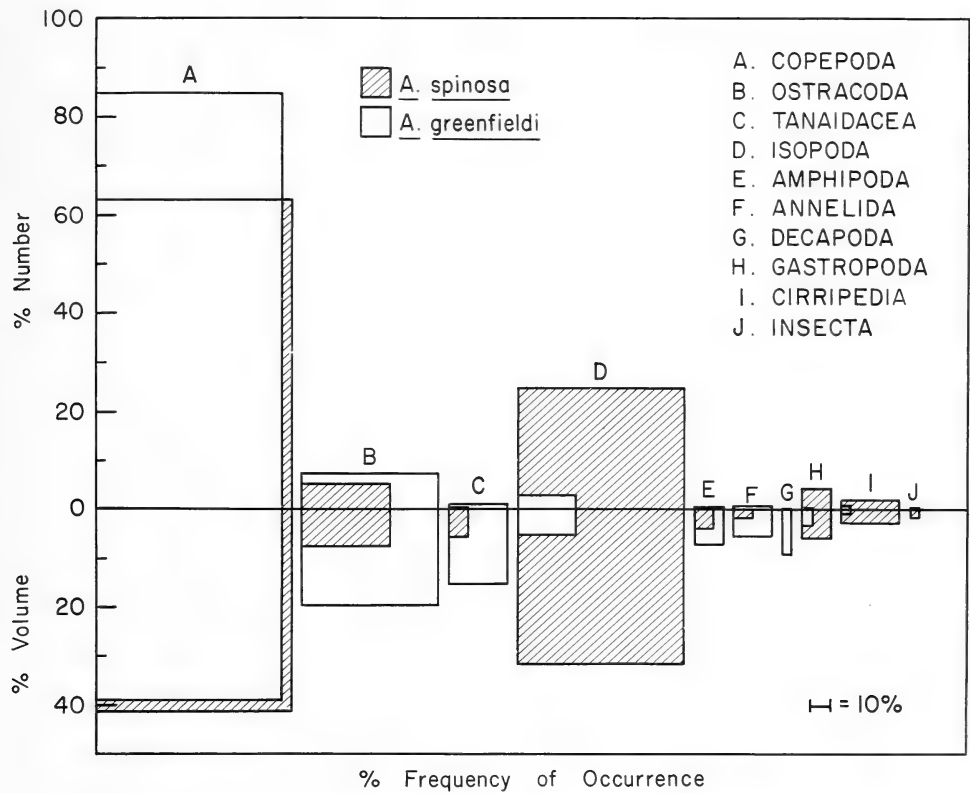 100
80
60
40
20
0
20
40
% Number
% Volume
A
B
C
D
E
F
G
H
I
J
A. spinosa
A. greenfieldi
A. COPEPODA
B. OSTRACODA
C. TANAIDACEA
D. ISOPODA
E. AMPHIPODA
F. ANNELIDA
G. DECAPODA
H. GASTROPODA
I. CIRRIPEDIA
J. INSECTA
= 10%
% Frequency of Occurrence